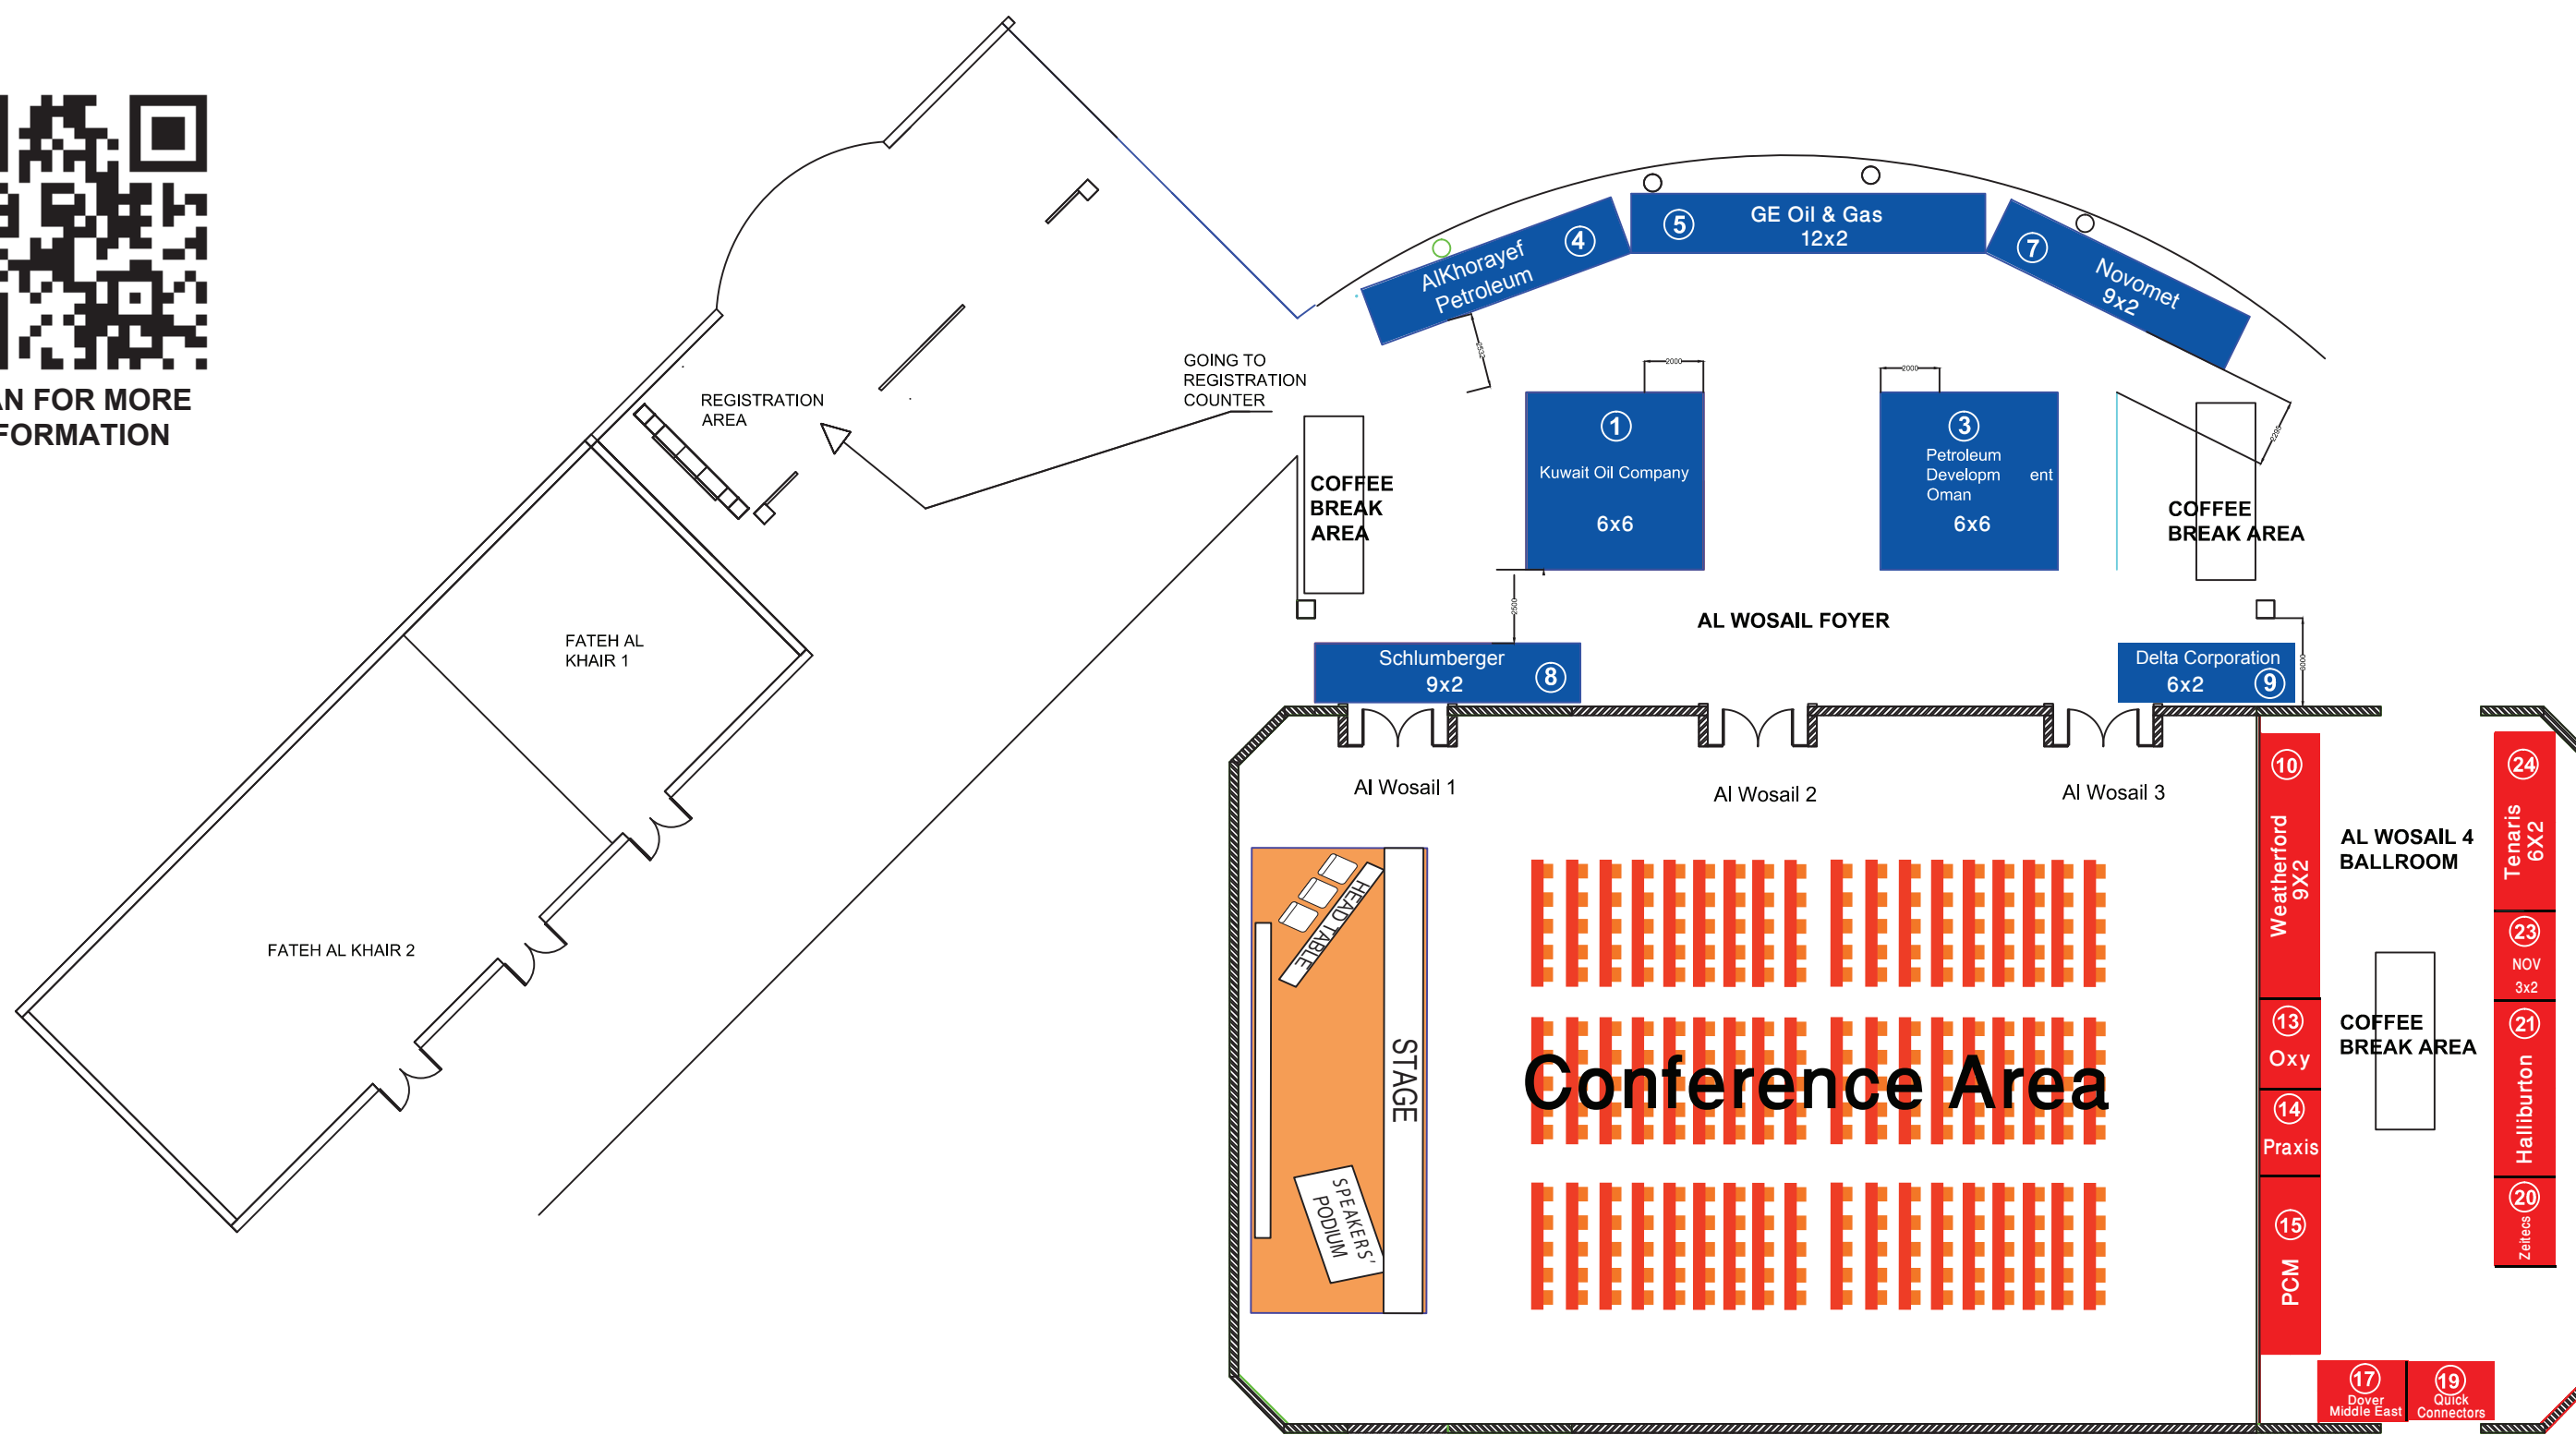 AN FOR MORE
FORMATION
REGISTRATION
AREA
GOING TO
REGISTRATION
COUNTER
FATEH AL
KHAIR 1
FATEH AL KHAIR 2
COFFEE
BREAK
AREA
4
AlKhorayef
Petroleum
5
GE Oil & Gas
12x2
7
Novomet
9x2
2532
2000
2000
2295
1
Kuwait Oil Company
6x6
3
Petroleum
Developm ent
Oman
6x6
COFFEE
BREAK AREA
2500
AL WOSAIL FOYER
Schlumberger
9x2
8
Delta Corporation
6x2
9
Al Wosail 1
Al Wosail 2
Al Wosail 3
HEAD TABLE
STAGE
SPEAKERS'
PODIUM
Conference Area
10
Weatherford
9X2
13
Oxy
14
Praxis
15
PCM
AL WOSAIL 4
BALLROOM
COFFEE
BREAK AREA
24
Tenaris
6X2
23
NOV
3x2
21
Halliburton
20
Zeitecs
17
Dover
Middle East
19
Quick
Connectors